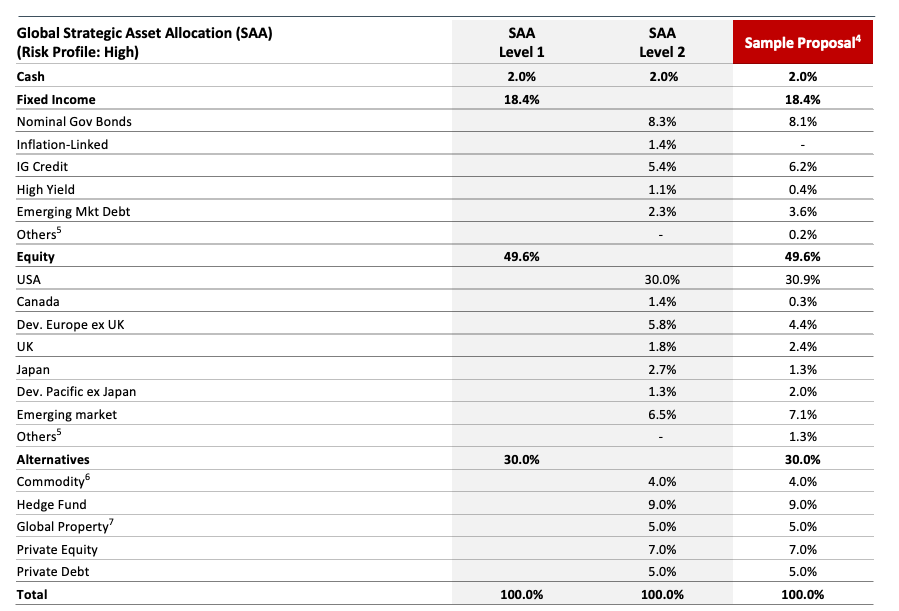 Global Strategic Asset Allocation (SAA) SAA SAA Sample Proposal⁴
(Risk Profile: High) Level 1 Level 2
Cash 2.0% 2.0% 2.0%
Fixed Income 18.4% 18.4%
Nominal Gov Bonds 8.3% 8.1%
Inflation-Linked 1.4% -
IG Credit 5.4% 6.2%
High Yield 1.1% 0.4%
Emerging Mkt Debt 2.3% 3.6%
Others⁵ - 0.2%
Equity 49.6% 49.6%
USA 30.0% 30.9%
Canada 1.4% 0.3%
Dev. Europe ex UK 5.8% 4.4%
UK 1.8% 2.4%
Japan 2.7% 1.3%
Dev. Pacific ex Japan 1.3% 2.0%
Emerging market 6.5% 7.1%
Others⁵ - 1.3%
Alternatives 30.0% 30.0%
Commodity⁶ 4.0% 4.0%
Hedge Fund 9.0% 9.0%
Global Property⁷ 5.0% 5.0%
Private Equity 7.0% 7.0%
Private Debt 5.0% 5.0%
Total 100.0% 100.0% 100.0%